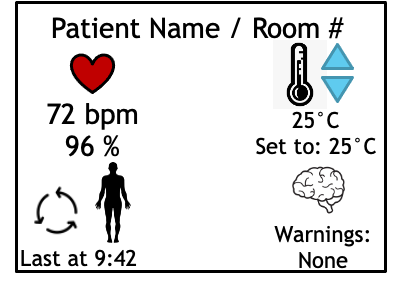 Patient Name / Room #
72 bpm
96 %
25°C
Set to: 25°C
Last at 9:42
Warnings:
None